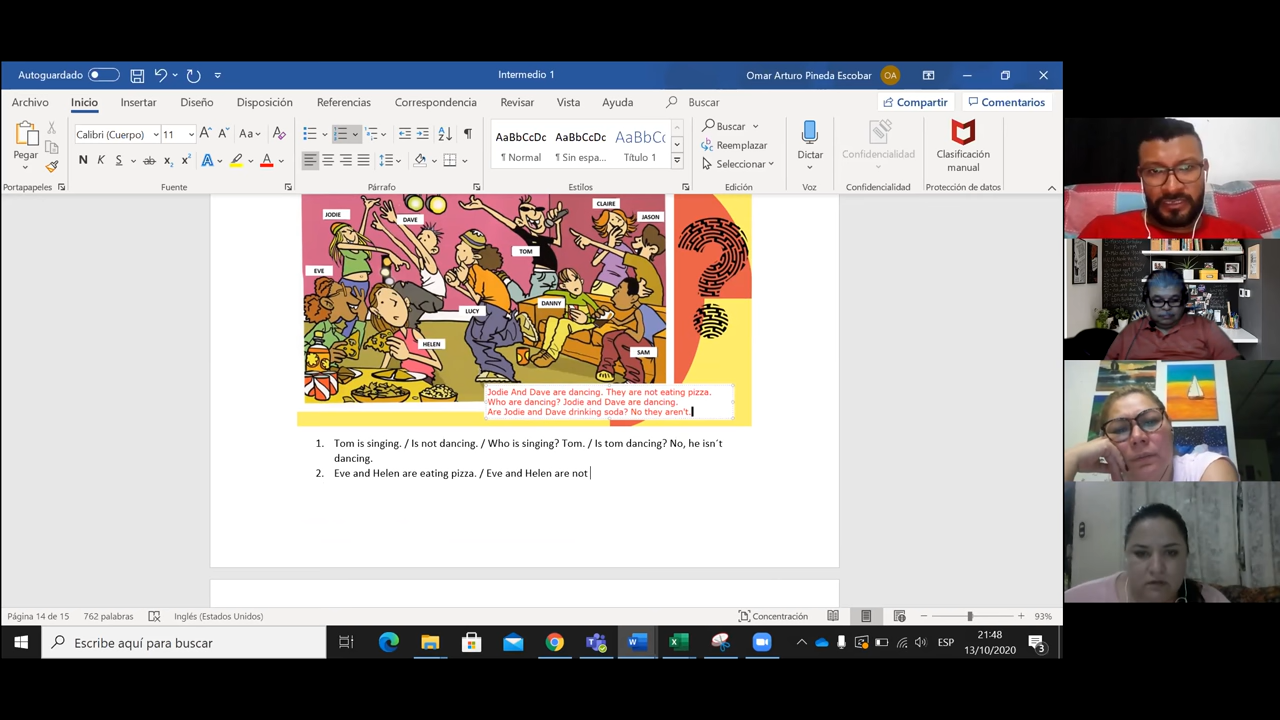 Autoguardado
Intermedio 1
Omar Arturo Pineda Escobar
OA
Archivo
Inicio
Insertar
Diseño
Disposición
Referencias
Correspondencia
Revisar
Vista
Ayuda
Buscar
Compartir
Comentarios
Pegar
Calibri (Cuerpo)
11
A A Aa
N K S ab x₂ x²
A A
AaBbCcDc AaBbCcDc AaBbCc
¶ Normal ¶ Sin espa... Título 1
Buscar
Reemplazar
Seleccionar
Dictar
Confidencialidad
Clasificación
manual
Portapapeles
Fuente
Párrafo
Estilos
Edición
Voz
Confidencialidad
Protección de datos
JODIE
DAVE
CLAIRE
JASON
TOM
EVE
LUCY
DANNY
HELEN
SAM
?
Jodie And Dave are dancing. They are not eating pizza.
Who are dancing? Jodie and Dave are dancing.
Are Jodie and Dave drinking soda? No they aren't.
1. Tom is singing. / Is not dancing. / Who is singing? Tom. / Is tom dancing? No, he isn´t
dancing.
2. Eve and Helen are eating pizza. / Eve and Helen are not
Página 14 de 15
762 palabras
Inglés (Estados Unidos)
Concentración
93%
Escribe aquí para buscar
ESP
21:48
13/10/2020
3